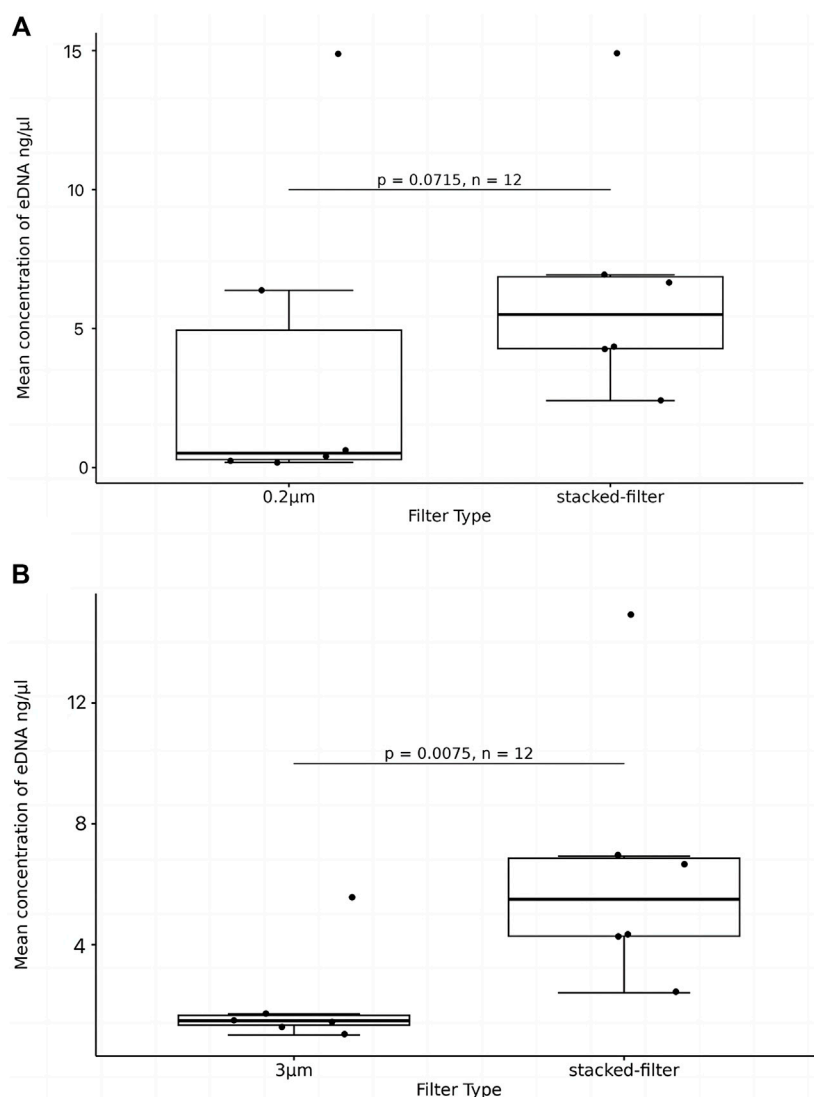 A
Mean concentration of eDNA ng/µl
15
10
5
0
p = 0.0715, n = 12
0.2µm
stacked-filter
Filter Type
B
Mean concentration of eDNA ng/µl
12
8
4
p = 0.0075, n = 12
3µm
stacked-filter
Filter Type